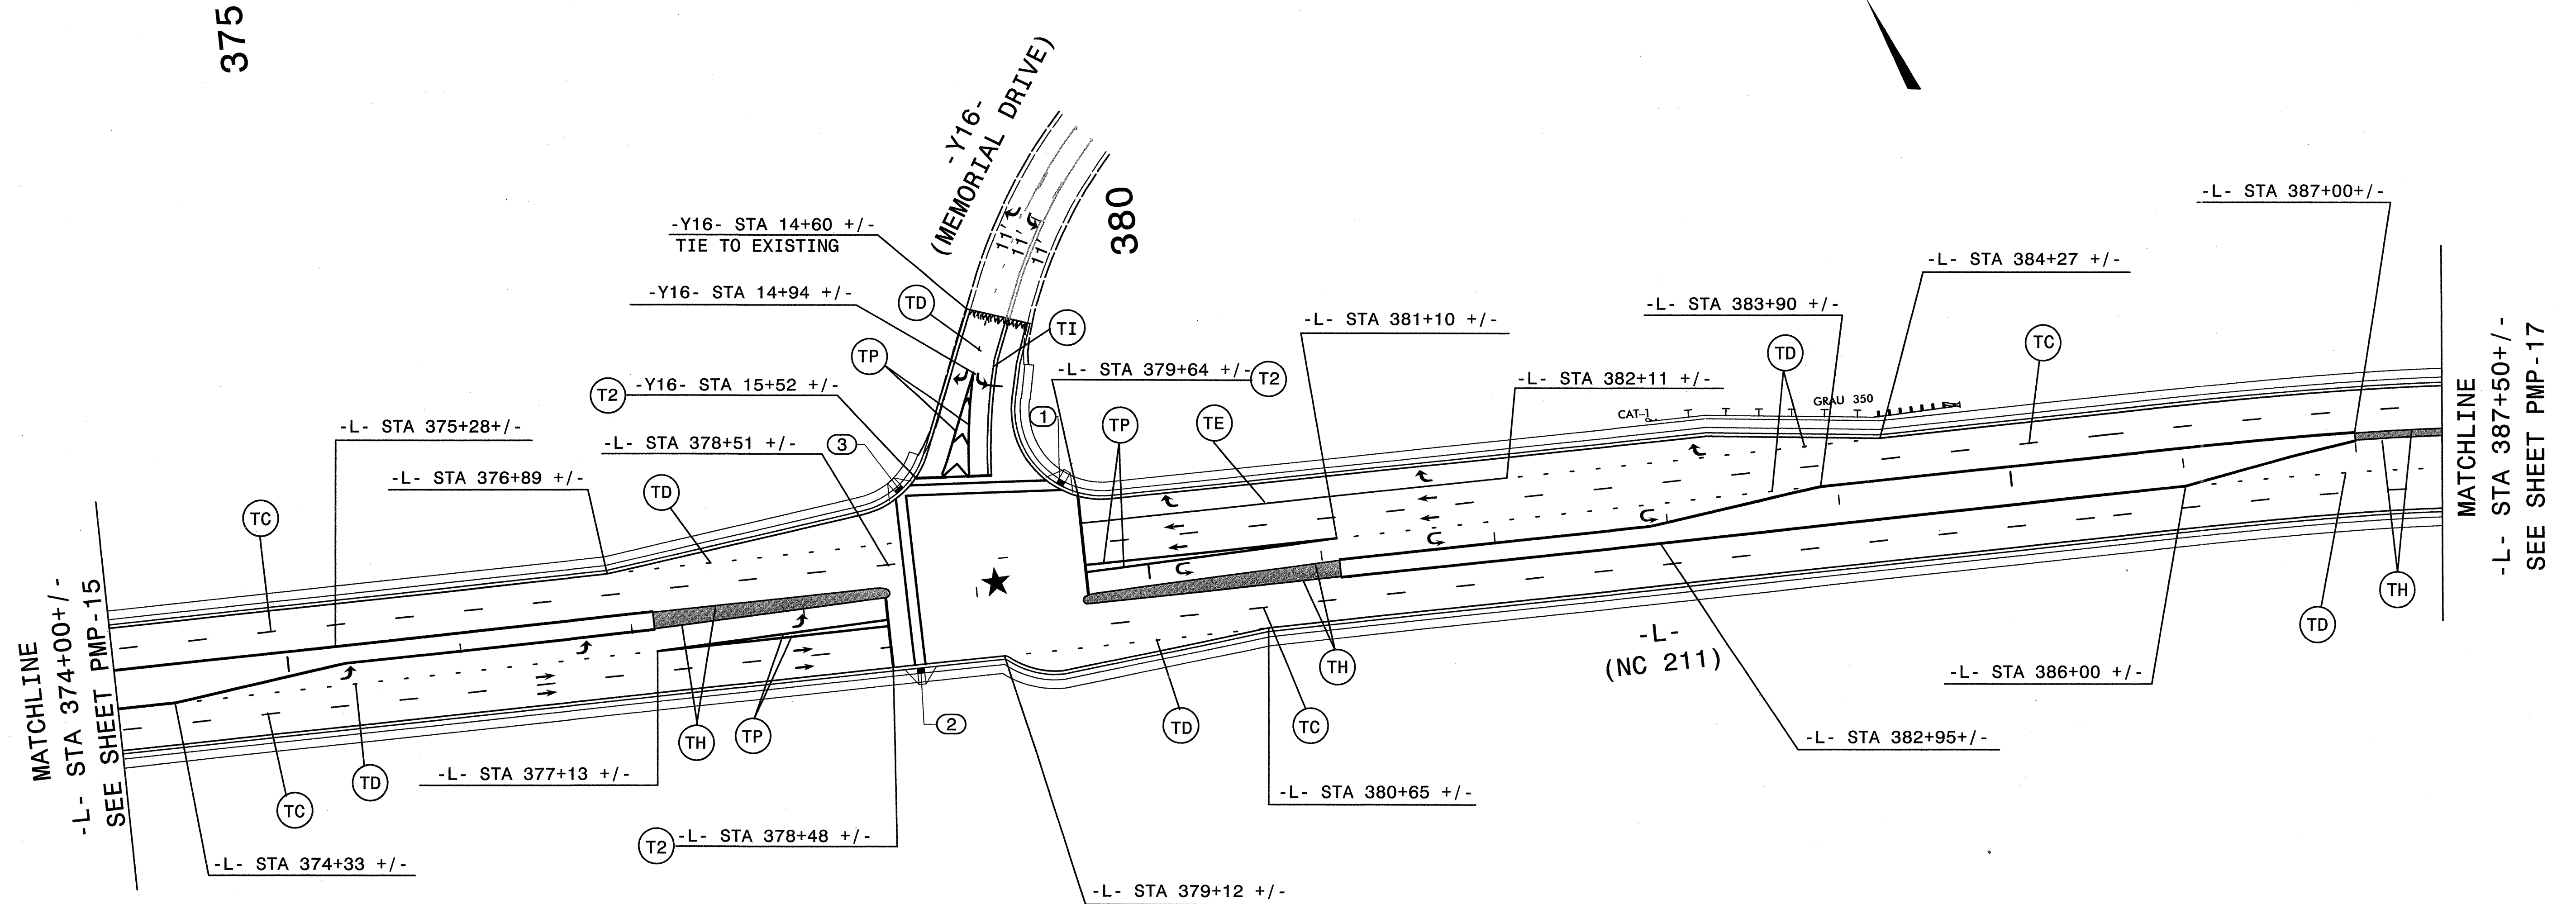 375
-Y16-
(MEMORIAL DRIVE)
380
-Y16- STA 14+60 +/-
TIE TO EXISTING
11'
11'
11'
-L- STA 387+00+/-
-L- STA 384+27 +/-
-Y16- STA 14+94 +/-
TD
TI
-L- STA 383+90 +/-
-L- STA 381+10 +/-
TD
TC
TP
-L- STA 379+64 +/-
T2
-L- STA 382+11 +/-
T2
-Y16- STA 15+52 +/-
GRAU 350
CAT-1
1
TP
TE
-L- STA 375+28+/-
-L- STA 378+51 +/-
3
-L- STA 376+89 +/-
TD
TC
MATCHLINE
-L- STA 387+50+/-
SEE SHEET PMP-17
TH
TD
MATCHLINE
-L- STA 374+00+/-
SEE SHEET PMP-15
-L-
(NC 211)
TH
-L- STA 386+00 +/-
TH
TP
2
TD
TC
-L- STA 382+95+/-
-L- STA 377+13 +/-
TD
TC
-L- STA 380+65 +/-
T2
-L- STA 378+48 +/-
-L- STA 374+33 +/-
-L- STA 379+12 +/-